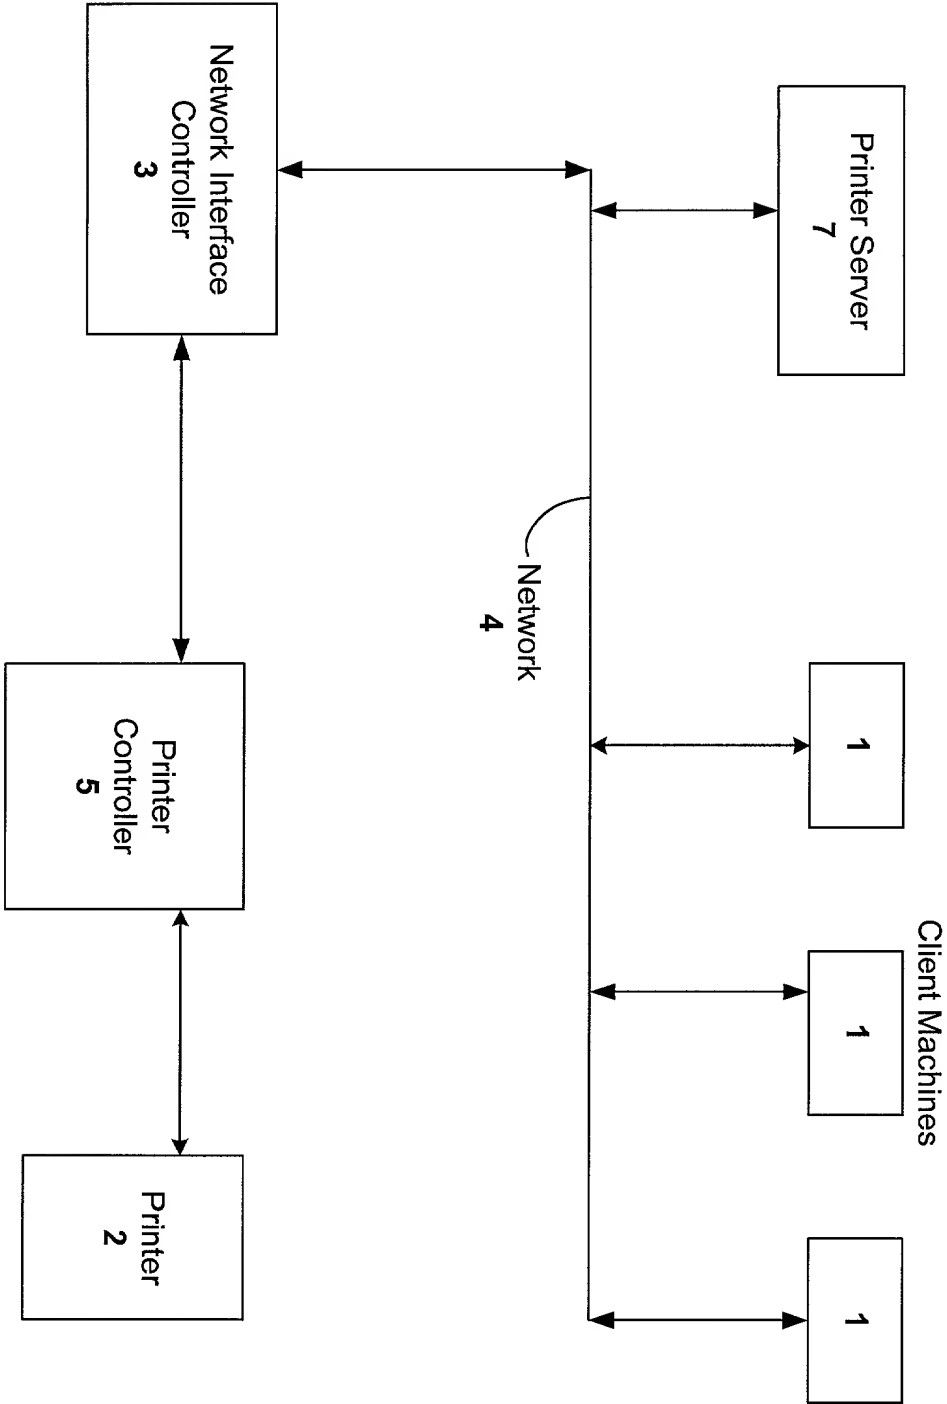 Client Machines
Printer Server
7
1
1
1
Network
4
Network Interface
Controller
3
Printer
Controller
5
Printer
2